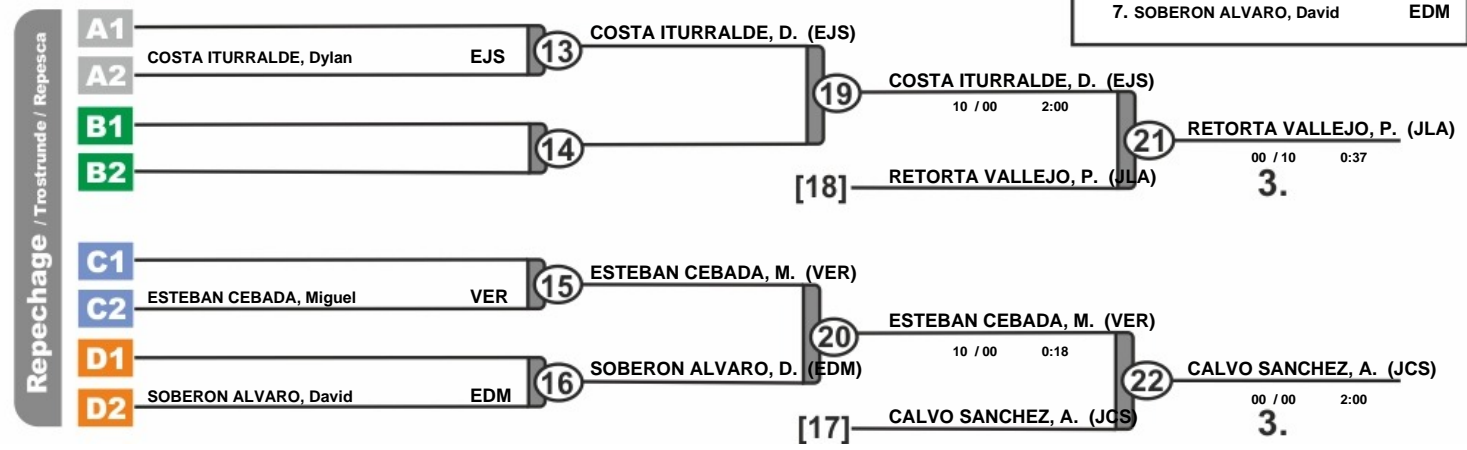 7. SOBERON ALVARO, David EDM
Repechage / Trostrunde / Repesca
A1
COSTA ITURRALDE, Dylan EJS
A2
13
COSTA ITURRALDE, D. (EJS)
B1
B2
14
19
COSTA ITURRALDE, D. (EJS)
10 / 00 2:00
[18]
RETORTA VALLEJO, P. (JLA)
21
RETORTA VALLEJO, P. (JLA)
00 / 10 0:37
3.
C1
C2
ESTEBAN CEBADA, Miguel VER
15
ESTEBAN CEBADA, M. (VER)
D1
D2
SOBERON ALVARO, David EDM
16
SOBERON ALVARO, D. (EDM)
20
ESTEBAN CEBADA, M. (VER)
10 / 00 0:18
[17]
CALVO SANCHEZ, A. (JCS)
22
CALVO SANCHEZ, A. (JCS)
00 / 00 2:00
3.